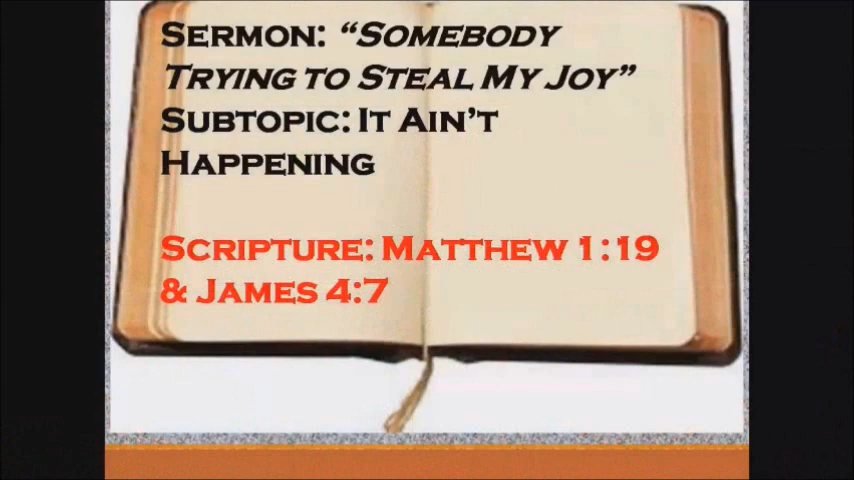 Sermon: “Somebody
Trying to Steal My Joy”
Subtopic: It Ain’t
Happening
Scripture: Matthew 1:19
& James 4:7